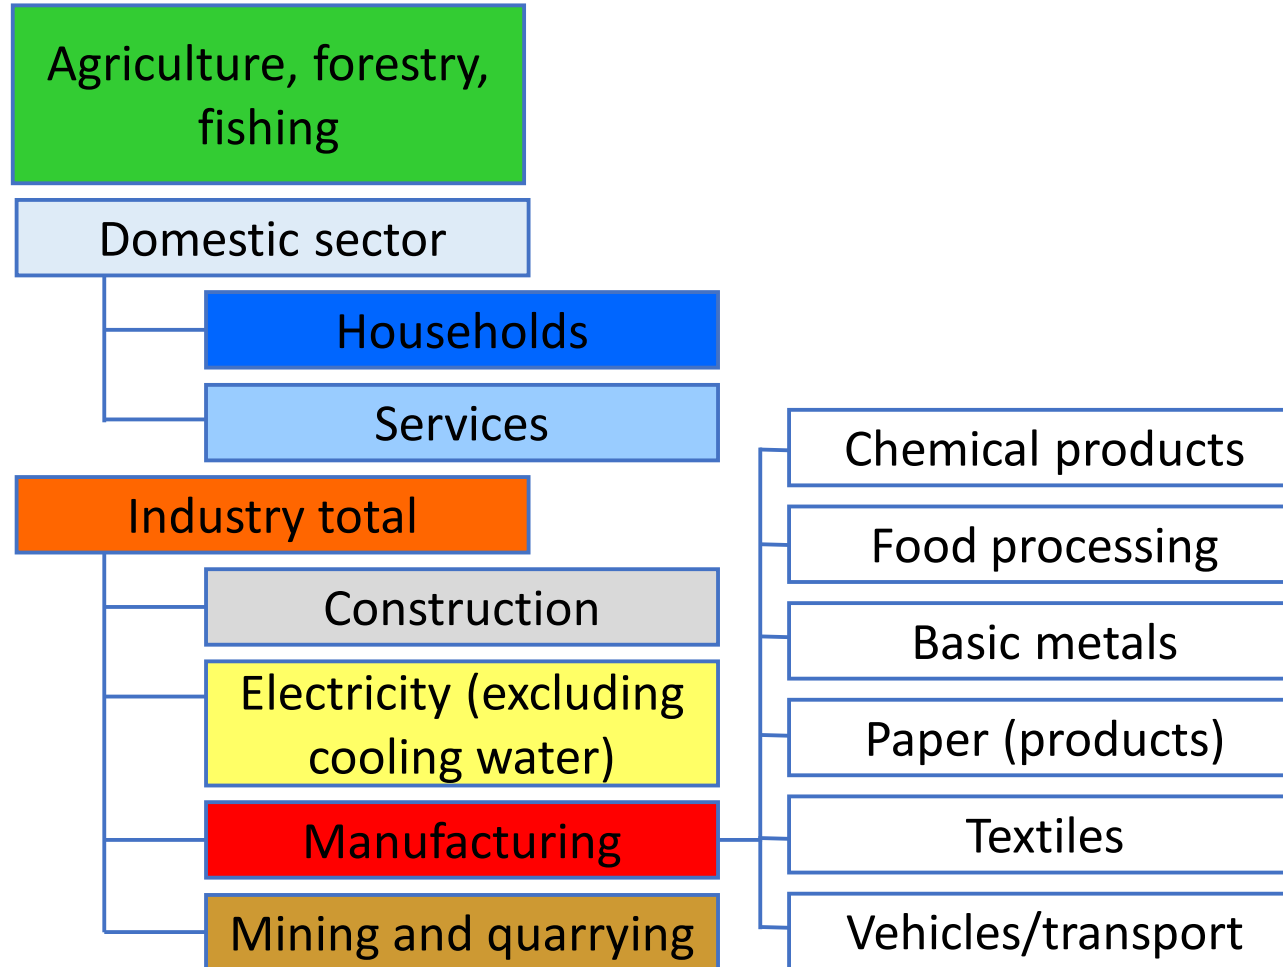 Agriculture, forestry,
fishing
Domestic sector
Households
Services
Industry total
Construction
Electricity (excluding
cooling water)
Manufacturing
Mining and quarrying
Chemical products
Food processing
Basic metals
Paper (products)
Textiles
Vehicles/transport